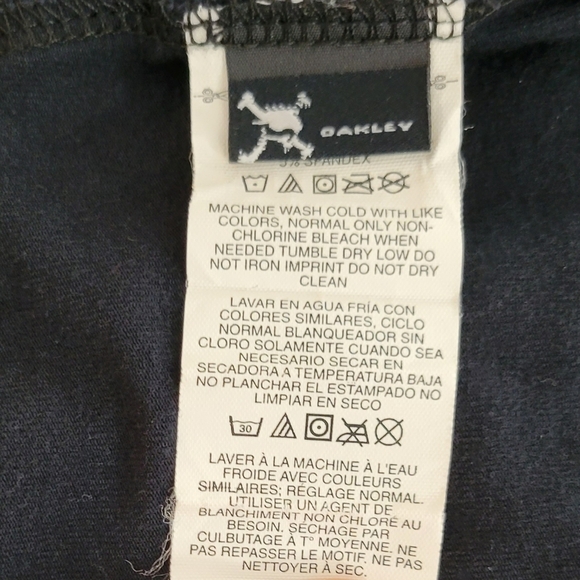 OAKLEY
5% SPANDEX
MACHINE WASH COLD WITH LIKE
COLORS, NORMAL ONLY NON-
CHLORINE BLEACH WHEN
NEEDED TUMBLE DRY LOW DO
NOT IRON IMPRINT DO NOT DRY
CLEAN
LAVAR EN AGUA FRÍA CON
COLORES SIMILARES, CICLO
NORMAL BLANQUEADOR SIN
CLORO SOLAMENTE CUANDO SEA
NECESARIO SECAR EN
SECADORA A TEMPERATURA BAJA
NO PLANCHAR EL ESTAMPADO NO
LIMPIAR EN SECO
30
LAVER À LA MACHINE À L'EAU
FROIDE AVEC COULEURS
SIMILAIRES; RÉGLAGE NORMAL.
UTILISER UN AGENT DE
BLANCHIMENT NON CHLORÉ AU
BESOIN. SÉCHAGE PAR
CULBUTAGE À T° MOYENNE. NE
PAS REPASSER LE MOTIF. NE PAS
NETTOYER À SEC.